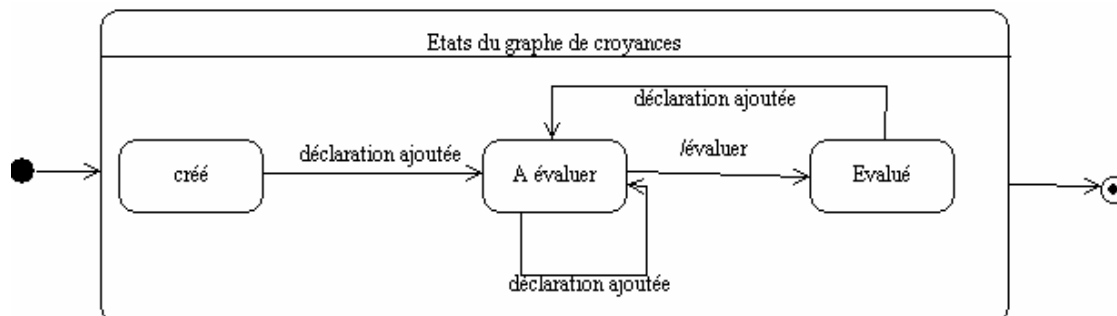 Etats du graphe de croyances
déclaration ajoutée
déclaration ajoutée
/évaluer
créé
A évaluer
Evalué
déclaration ajoutée